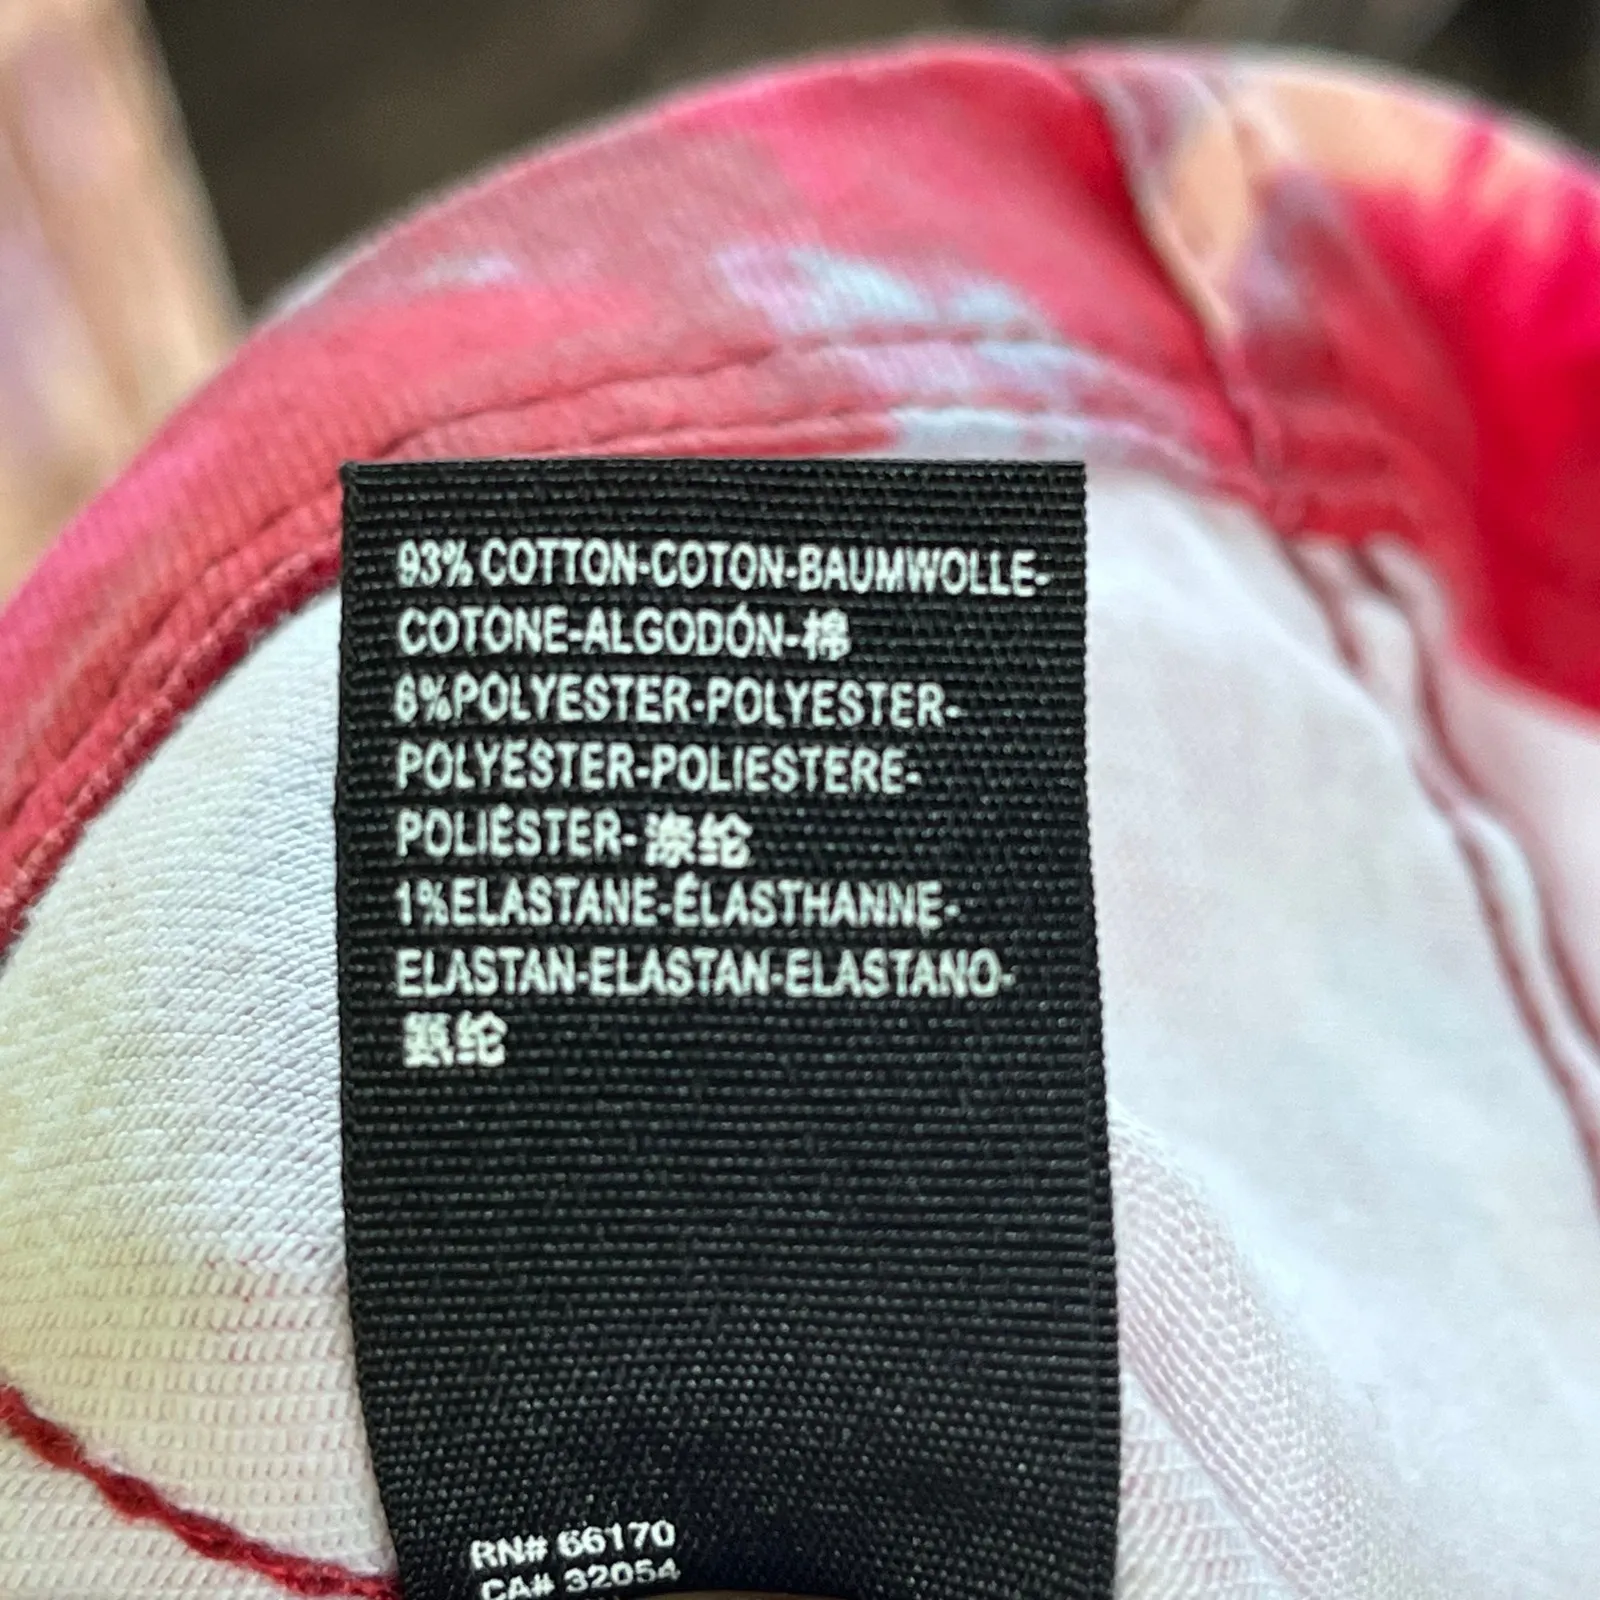 93% COTTON-COTON-BAUMWOLLE-
COTONE-ALGODÓN-棉
6%POLYESTER-POLYESTER-
POLYESTER-POLIESTERE-
POLIÉSTER-涤纶
1%ELASTANE-ÉLASTHANNE-
ELASTAN-ELASTAN-ELASTANO-
氨纶
RN# 66170
CA# 32054